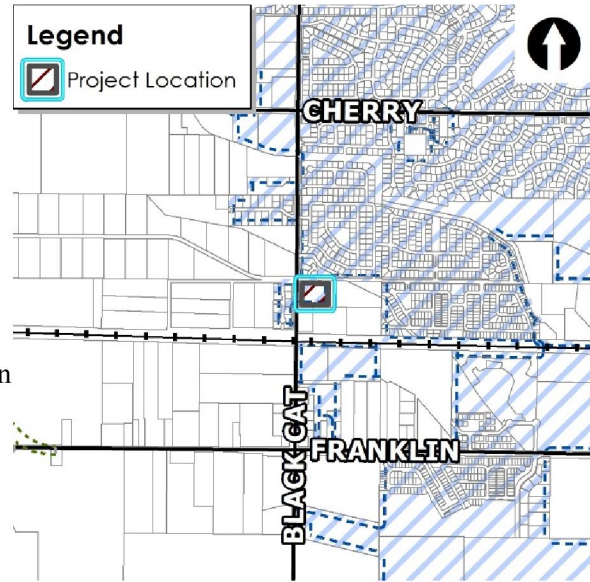 Legend
Project Location
CHERRY
n
BLACK CAT
FRANKLIN